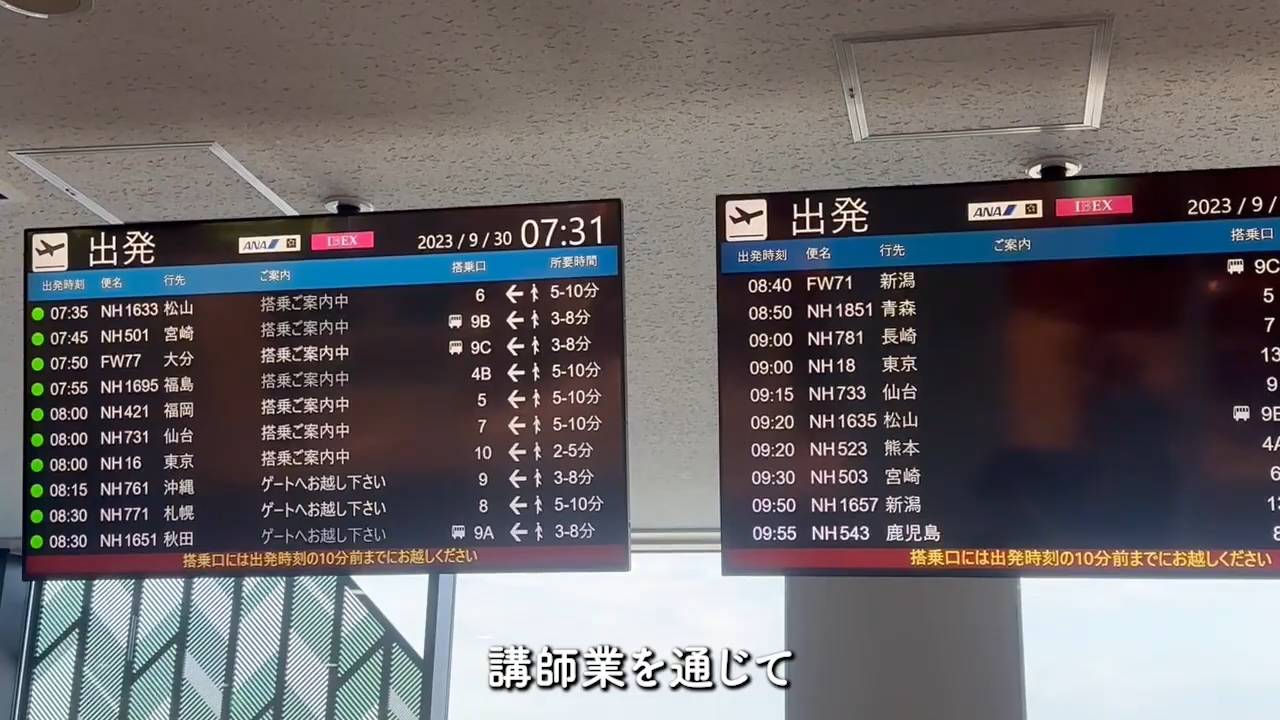 出発 ANA IBEX 2023 / 9 / 30 07:31
出発時刻 便名 行先 ご案内 搭乗口 所要時間
07:35 NH1633 松山 搭乗ご案内中 6 5-10分
07:45 NH501 宮崎 搭乗ご案内中 9B 3-8分
07:50 FW77 大分 搭乗ご案内中 9C 3-8分
07:55 NH1695 福島 搭乗ご案内中 4B 5-10分
08:00 NH421 福岡 搭乗ご案内中 5 5-10分
08:00 NH731 仙台 搭乗ご案内中 7 5-10分
08:00 NH16 東京 搭乗ご案内中 10 2-5分
08:15 NH761 沖縄 ゲートへお越し下さい 9 3-8分
08:30 NH771 札幌 ゲートへお越し下さい 8 5-10分
08:30 NH1651 秋田 ゲートへお越し下さい 9A 3-8分
搭乗口には出発時刻の10分前までにお越しください
出発 ANA IBEX 2023 / 9 /
出発時刻 便名 行先 ご案内 搭乗口
08:40 FW71 新潟 9C
08:50 NH1851 青森 5
09:00 NH781 長崎 7
09:00 NH18 東京 13
09:15 NH733 仙台 9
09:20 NH1635 松山
09:20 NH523 熊本
09:30 NH503 宮崎 6
09:50 NH1657 新潟
09:55 NH543 鹿児島
搭乗口には出発時刻の10分前までにお越しください
講師業を通じて